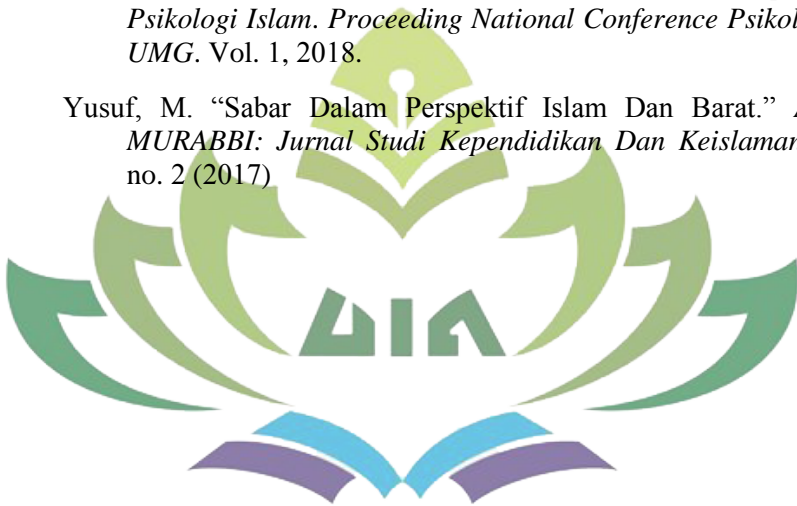 Psikologi Islam. Proceeding National Conference Psikol
UMG. Vol. 1, 2018.
Yusuf, M. “Sabar Dalam Perspektif Islam Dan Barat.”
MURABBI: Jurnal Studi Kependidikan Dan Keislaman
no. 2 (2017)
UIN